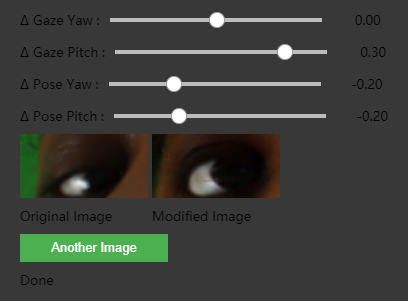 Δ Gaze Yaw : 0.00
Δ Gaze Pitch : 0.30
Δ Pose Yaw : -0.20
Δ Pose Pitch : -0.20
Original Image Modified Image
Another Image
Done